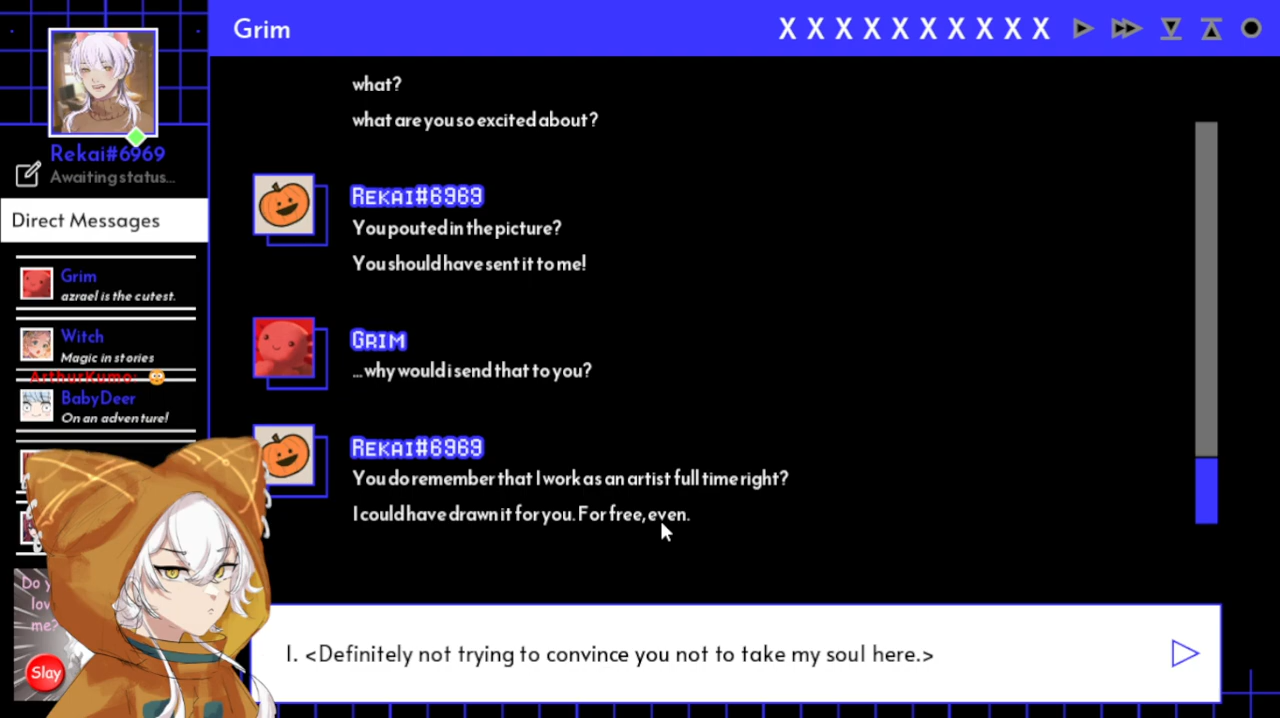 Grim
X X X X X X X X X X
Rekai#6969
Awaiting status...
Direct Messages
Grim
azrael is the cutest.
Witch
Magic in stories
ArthurKumo:
BabyDeer
On an adventure!
Do
lov
me?
Slay
what?
what are you so excited about?
REKAI#6969
You pouted in the picture?
You should have sent it to me!
GRIM
...why would i send that to you?
REKAI#6969
You do remember that I work as an artist full time right?
I could have drawn it for you. For free, even.
1. <Definitely not trying to convince you not to take my soul here.>